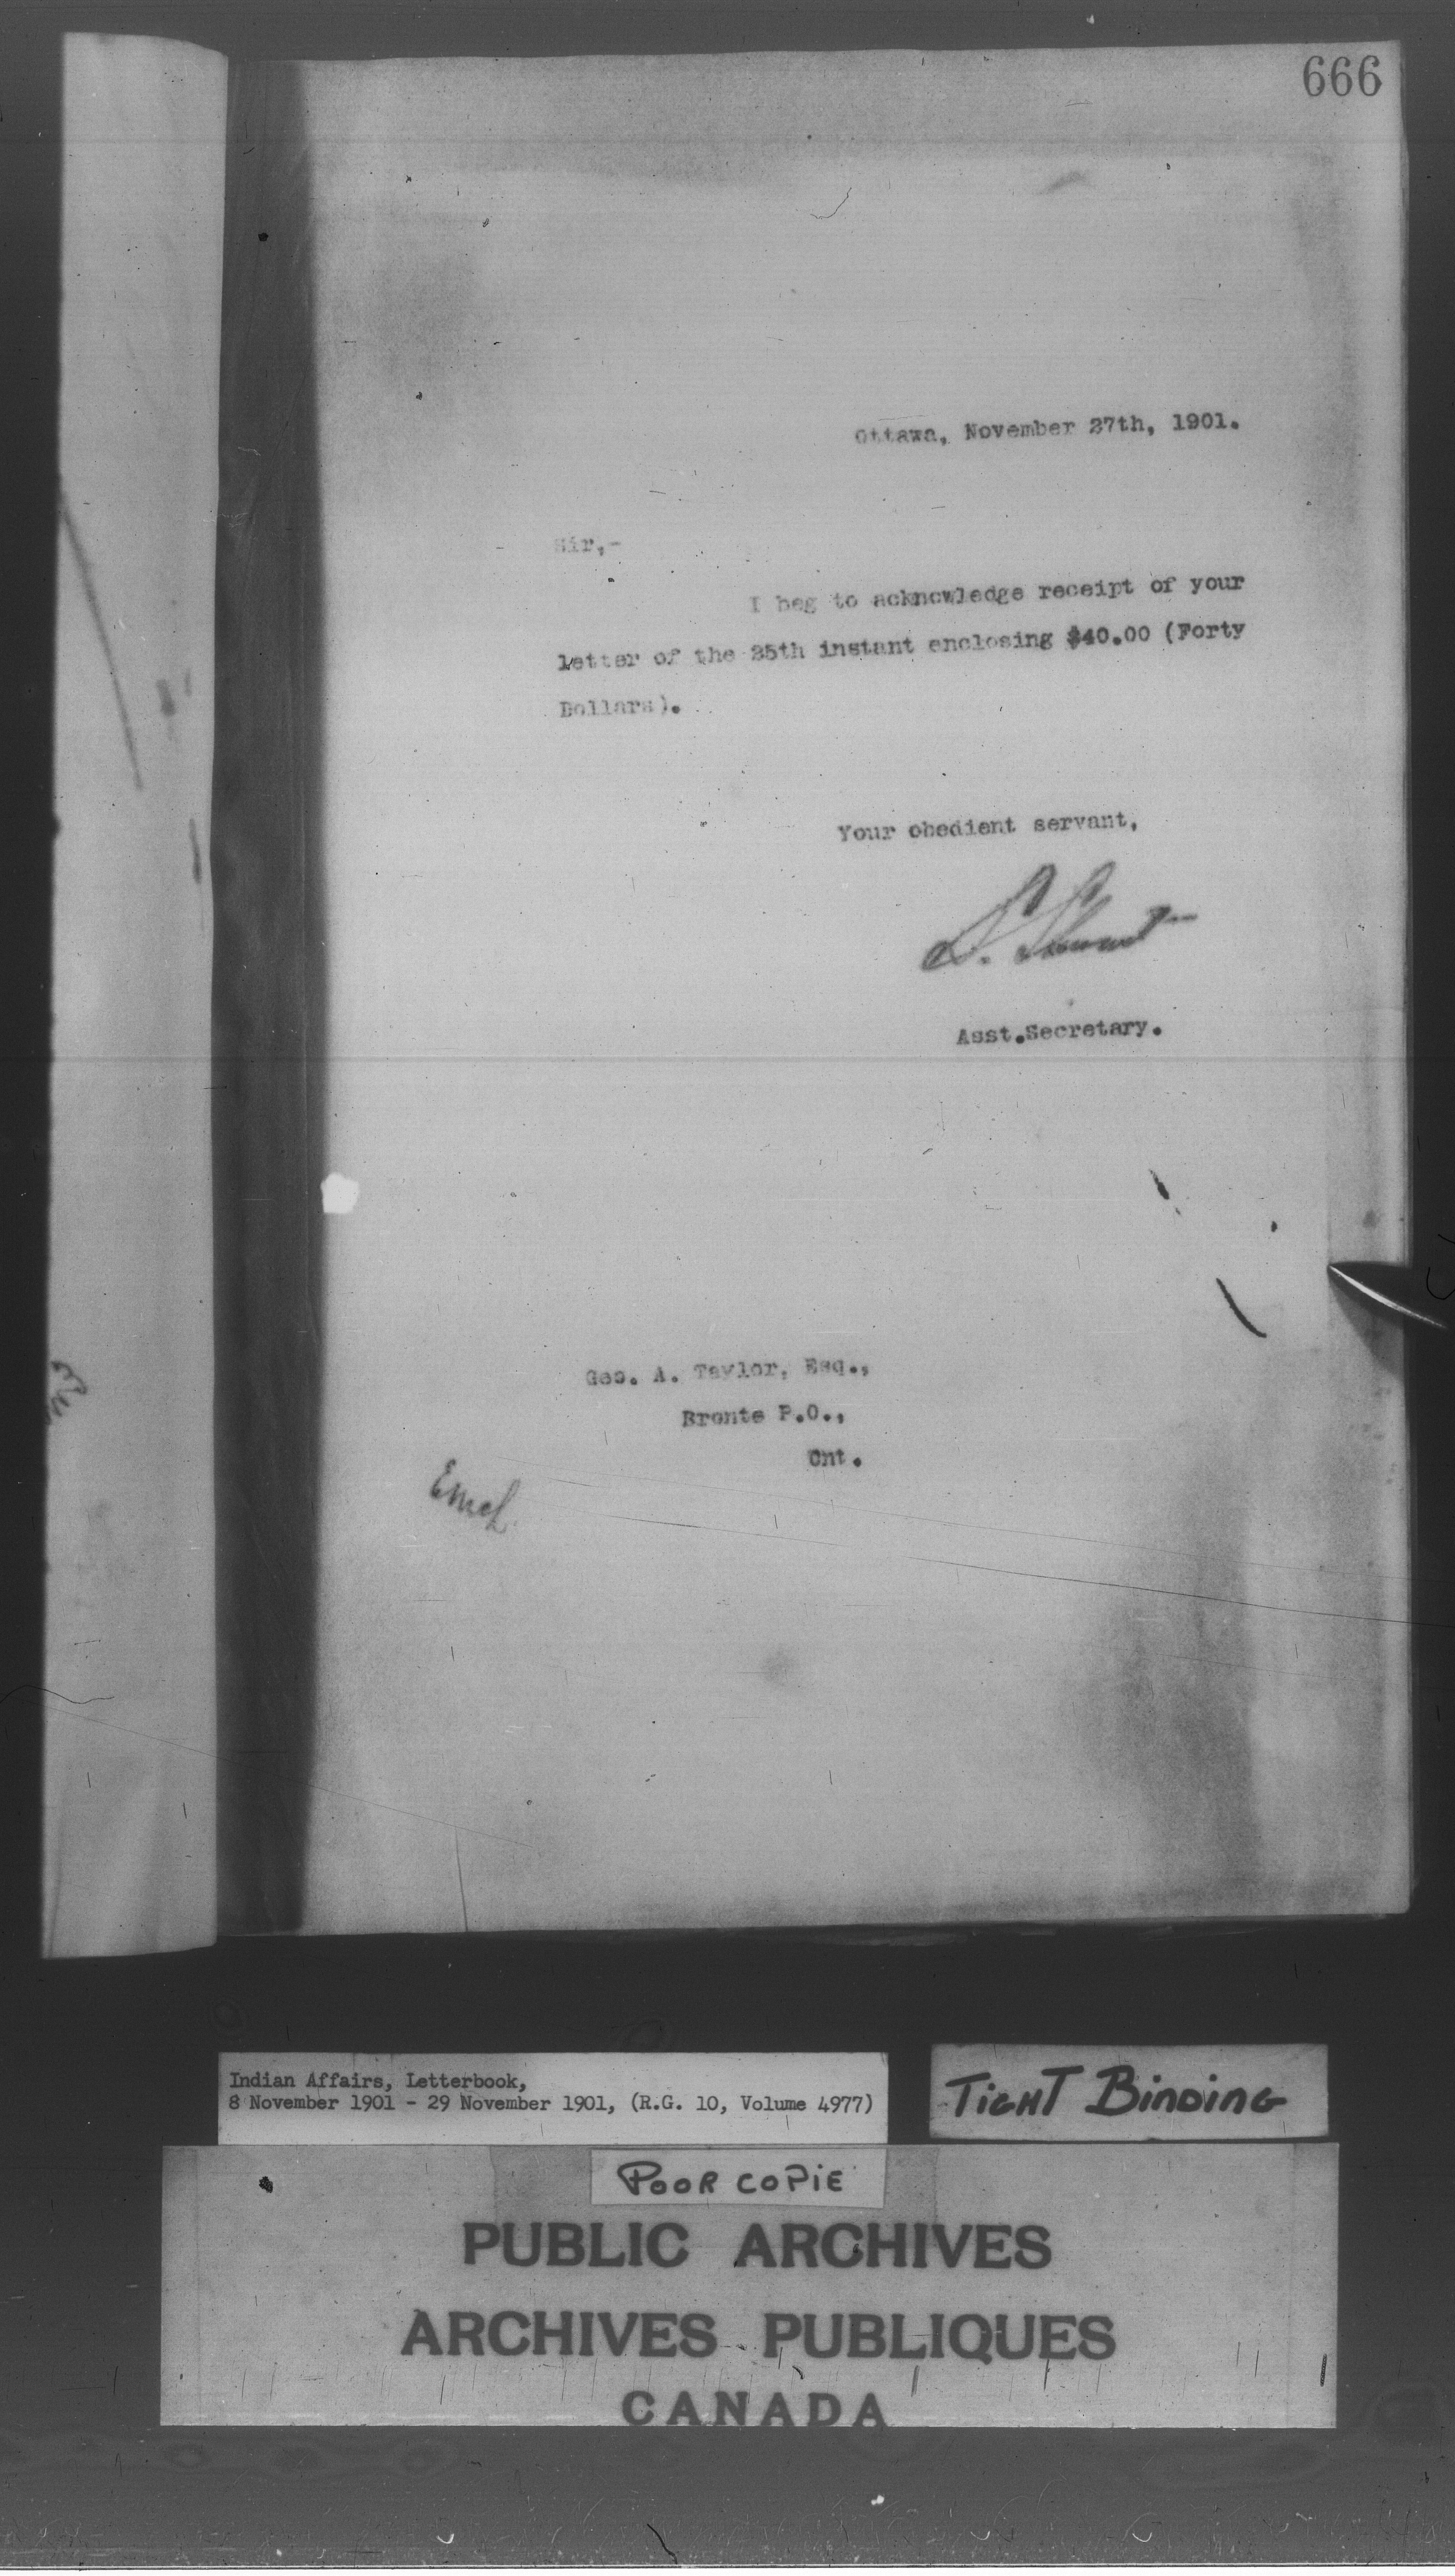 666
Ottawa, November 27th, 1901.
Sir,-
I beg to acknowledge receipt of your
letter of the 25th instant enclosing $40.00 (Forty
Dollars).
Your obedient servant,
S. Stewart
Asst.Secretary.
Geo. A. Taylor, Esq.,
Bronte P.O.,
Ont.
Indian Affairs, Letterbook,
8 November 1901 - 29 November 1901, (R.G. 10, Volume 4977)
TIGHT BINDING
POOR COPIE
PUBLIC ARCHIVES
ARCHIVES PUBLIQUES
CANADA